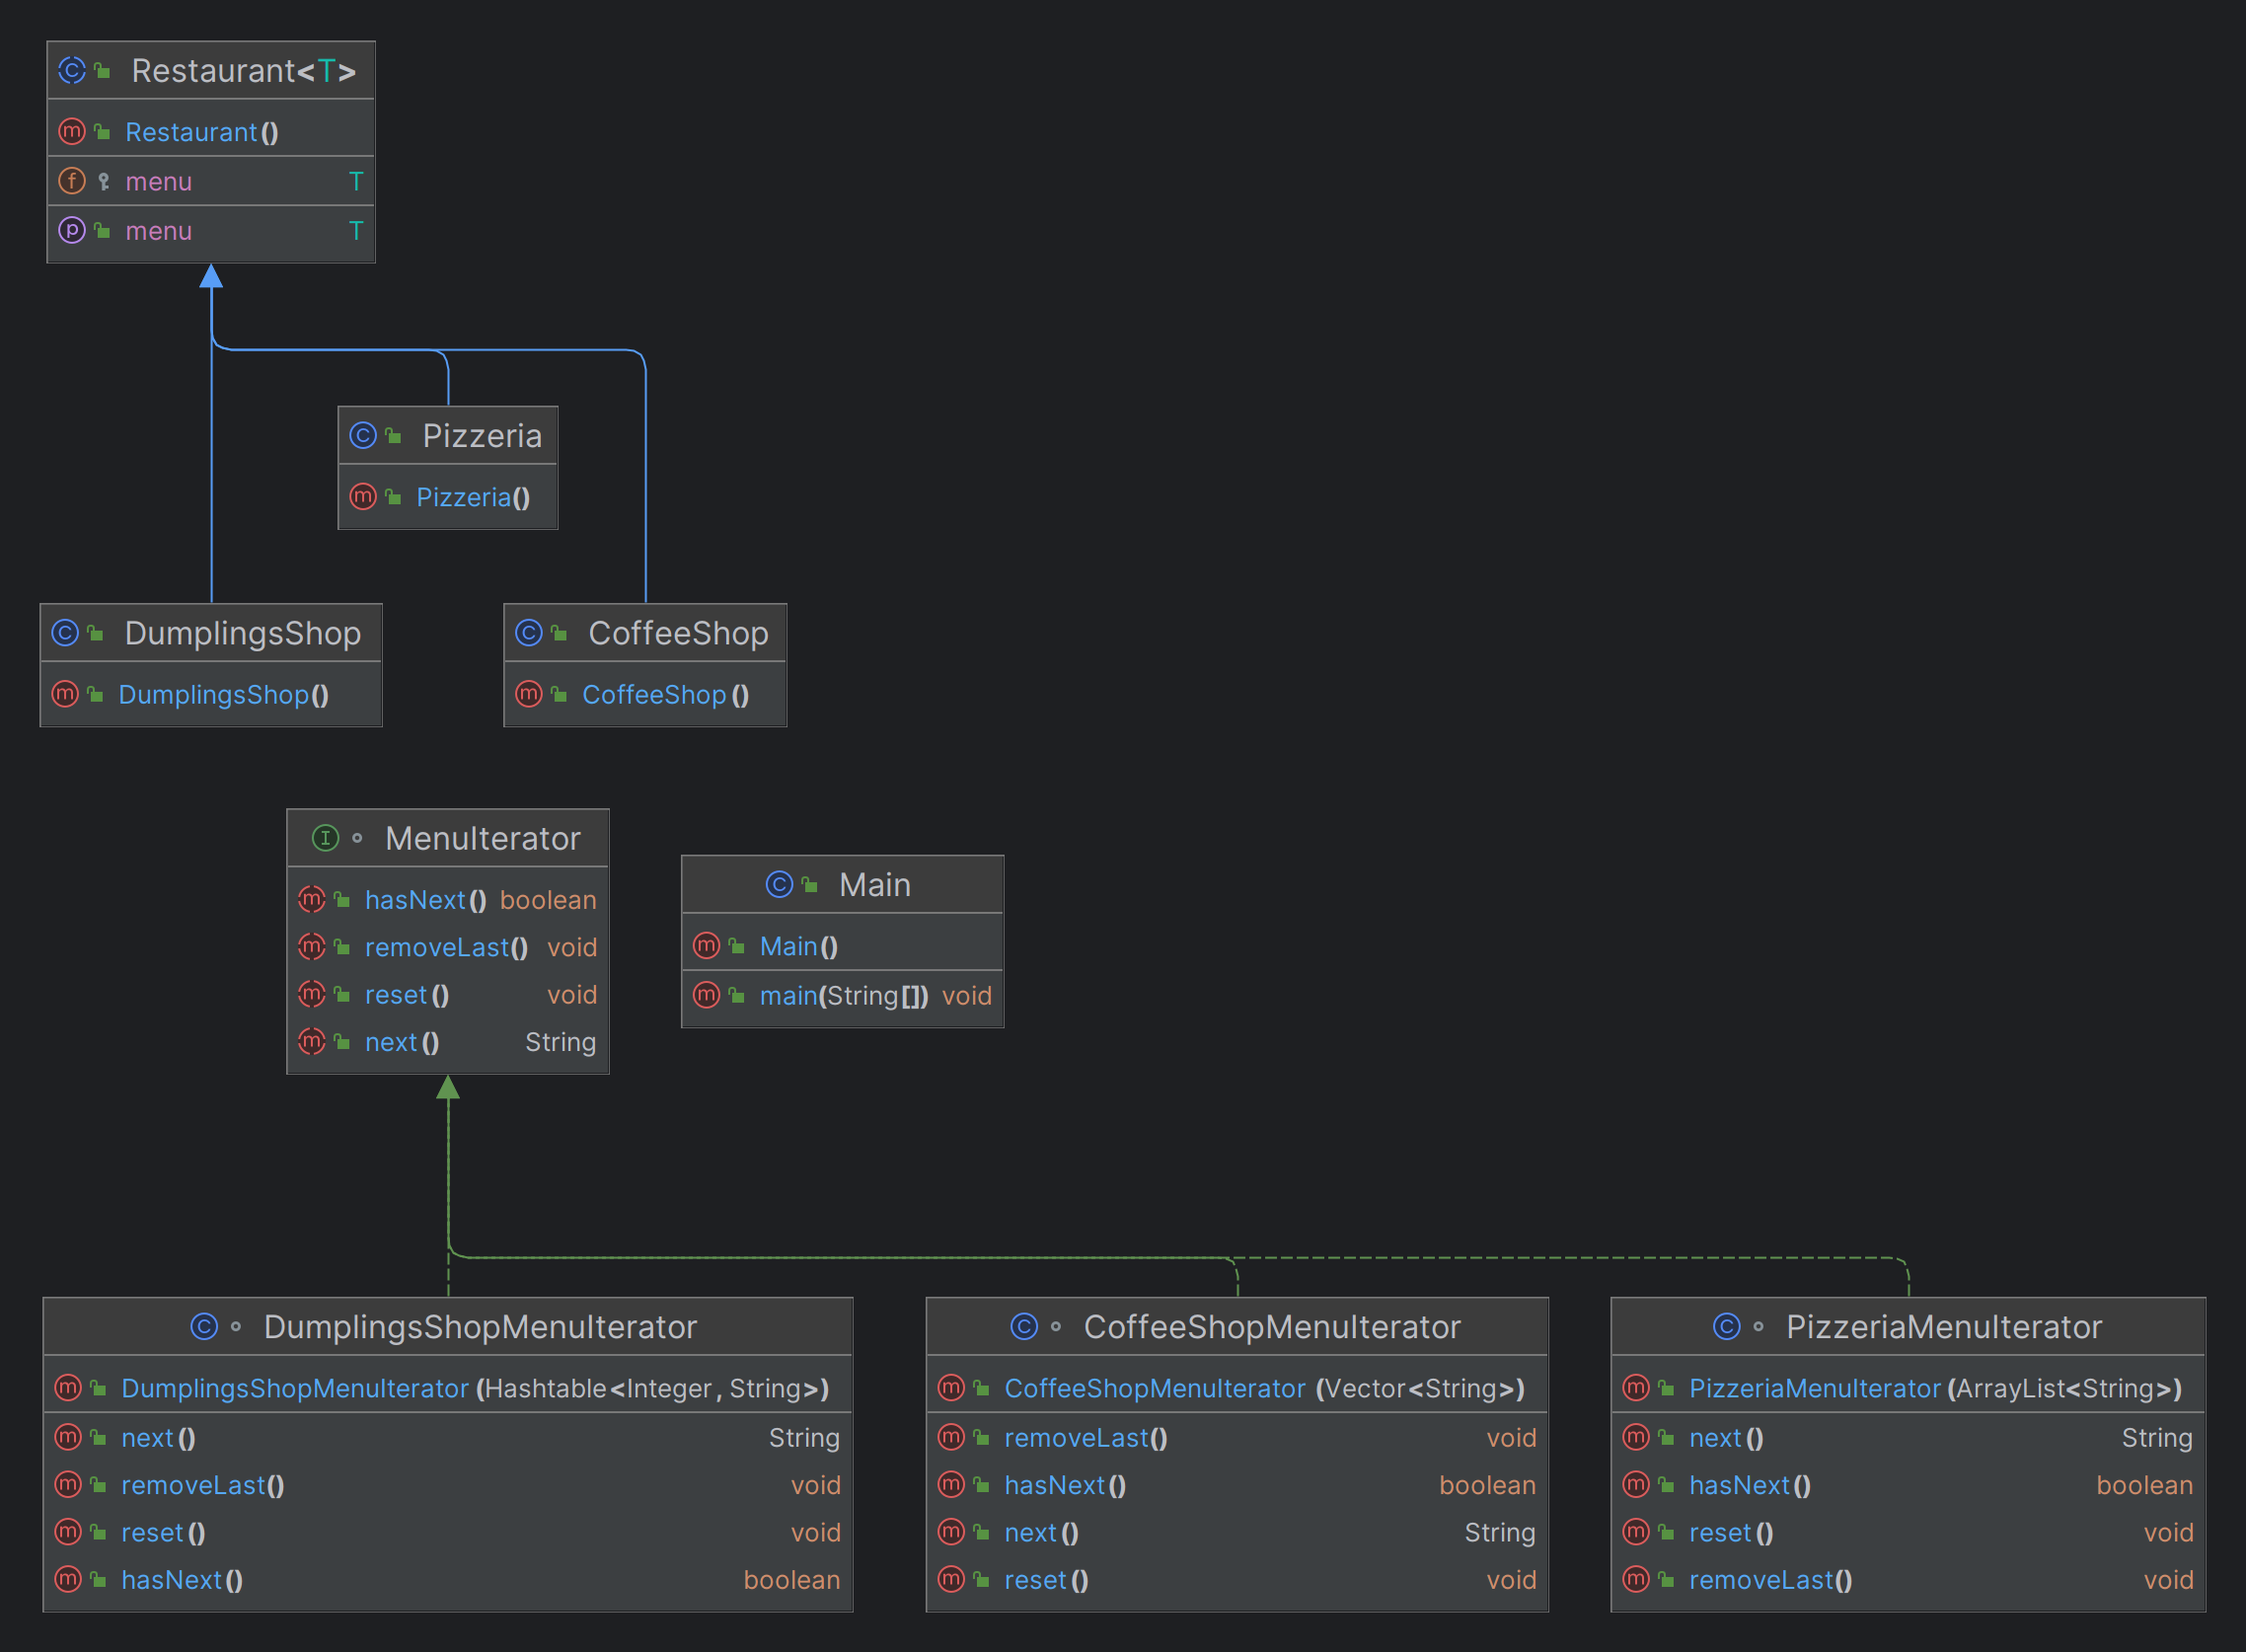 Restaurant<T>
Restaurant()
menu T
menu T
Pizzeria
Pizzeria()
DumplingsShop
DumplingsShop()
CoffeeShop
CoffeeShop()
MenuIterator
hasNext() boolean
removeLast() void
reset() void
next() String
Main
Main()
main(String[]) void
DumplingsShopMenuIterator
DumplingsShopMenuIterator(Hashtable<Integer, String>)
next() String
removeLast() void
reset() void
hasNext() boolean
CoffeeShopMenuIterator
CoffeeShopMenuIterator(Vector<String>)
removeLast() void
hasNext() boolean
next() String
reset() void
PizzeriaMenuIterator
PizzeriaMenuIterator(ArrayList<String>)
next() String
hasNext() boolean
reset() void
removeLast() void